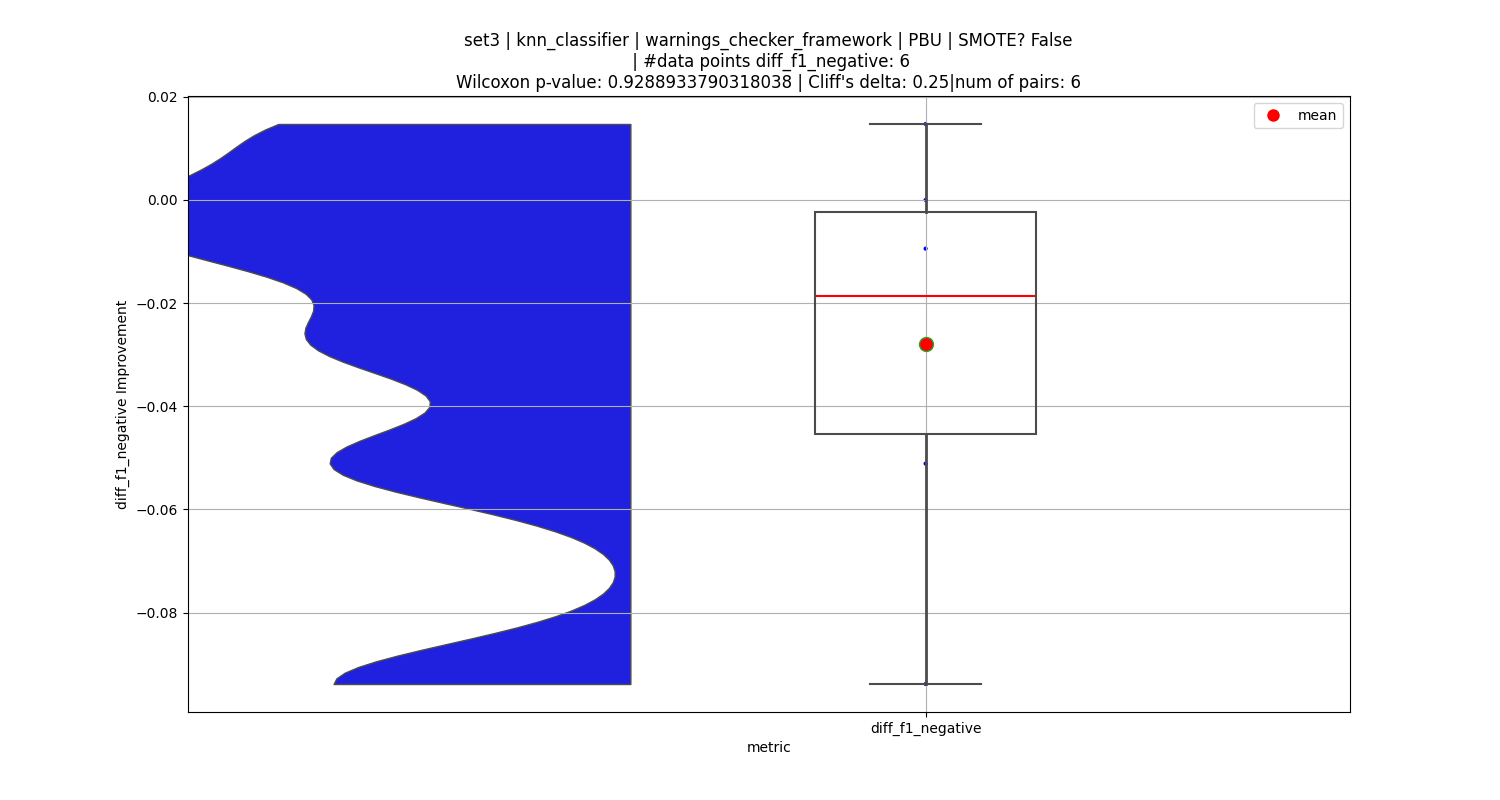 set3 | knn_classifier | warnings_checker_framework | PBU | SMOTE? False
| #data points diff_f1_negative: 6
Wilcoxon p-value: 0.9288933790318038 | Cliff's delta: 0.25|num of pairs: 6
mean
0.02
0.00
−0.02
−0.04
−0.06
−0.08
diff_f1_negative Improvement
diff_f1_negative
metric